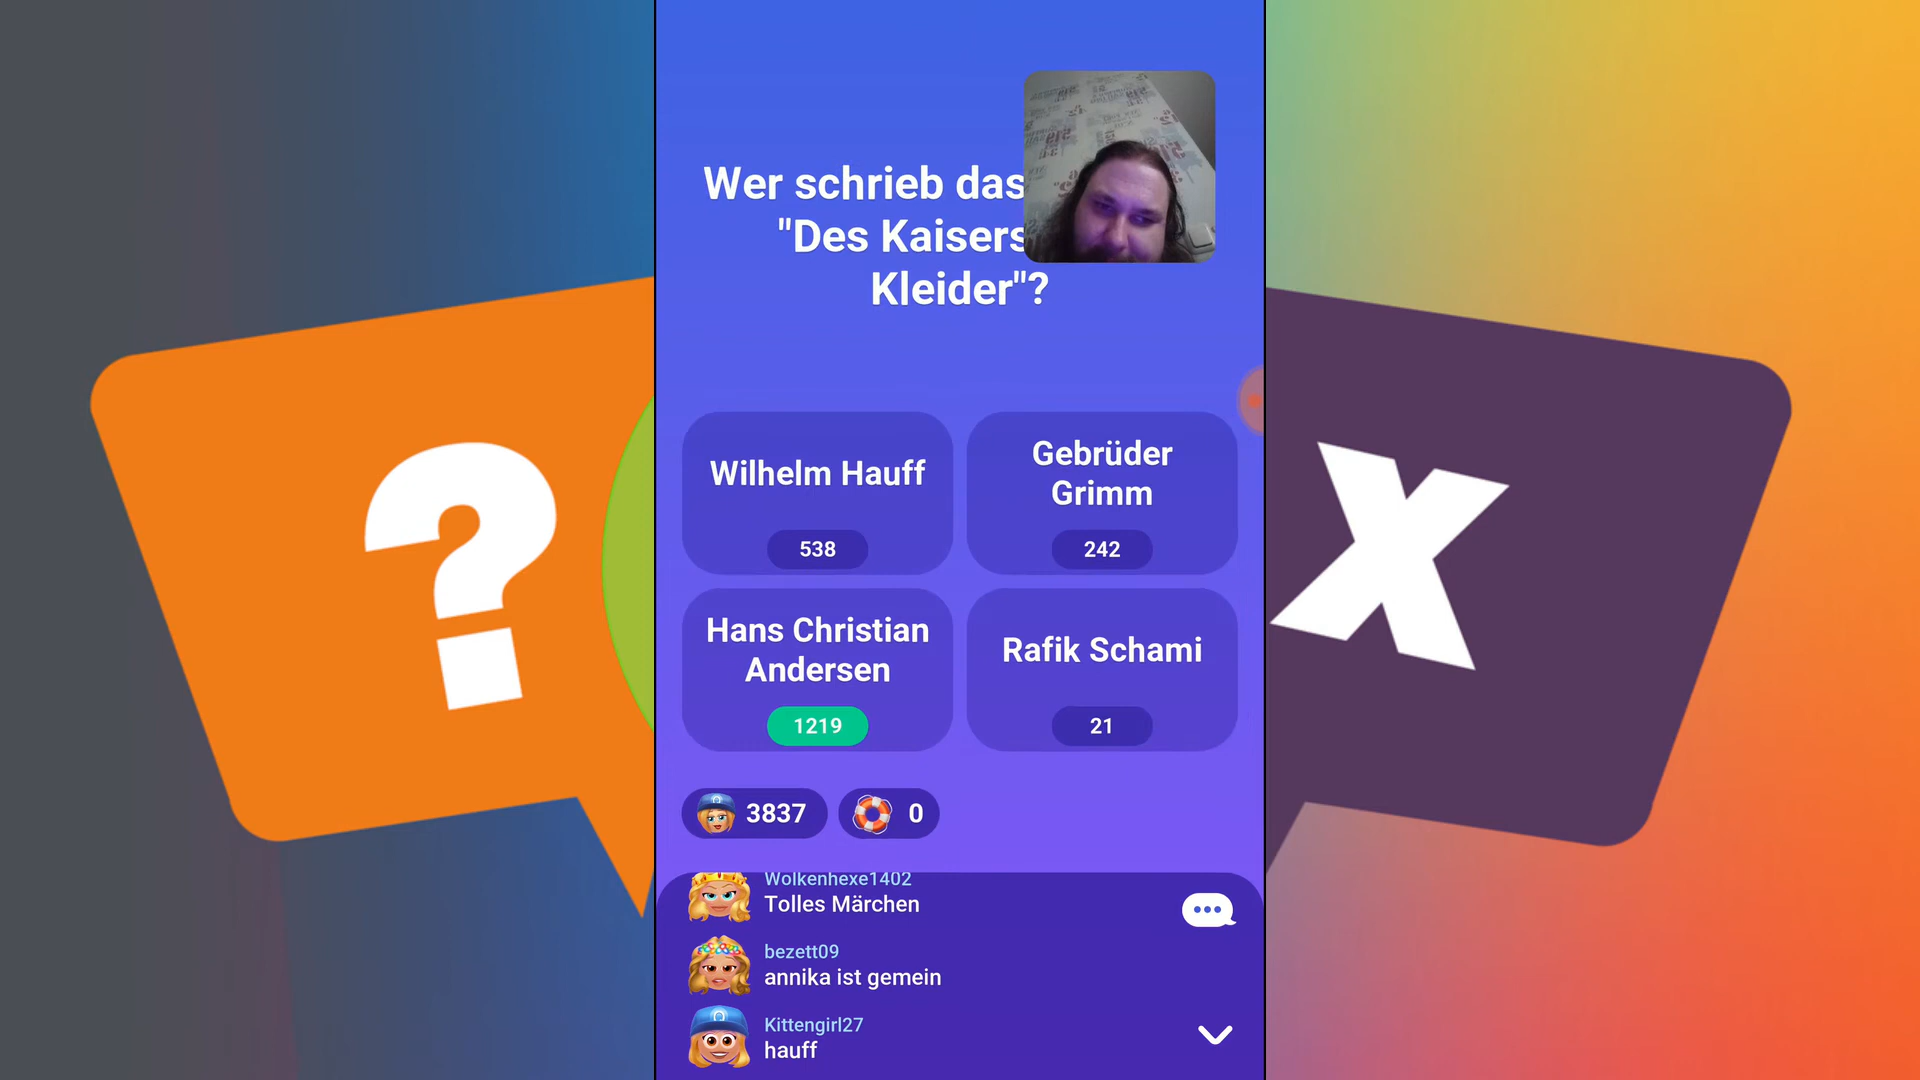 Wer schrieb das
"Des Kaisers
Kleider"?
Wilhelm Hauff
538
Gebrüder
Grimm
242
Hans Christian
Andersen
1219
Rafik Schami
21
3837
0
Wolkenhexe1402
Tolles Märchen
bezett09
annika ist gemein
Kittengirl27
hauff
?
X